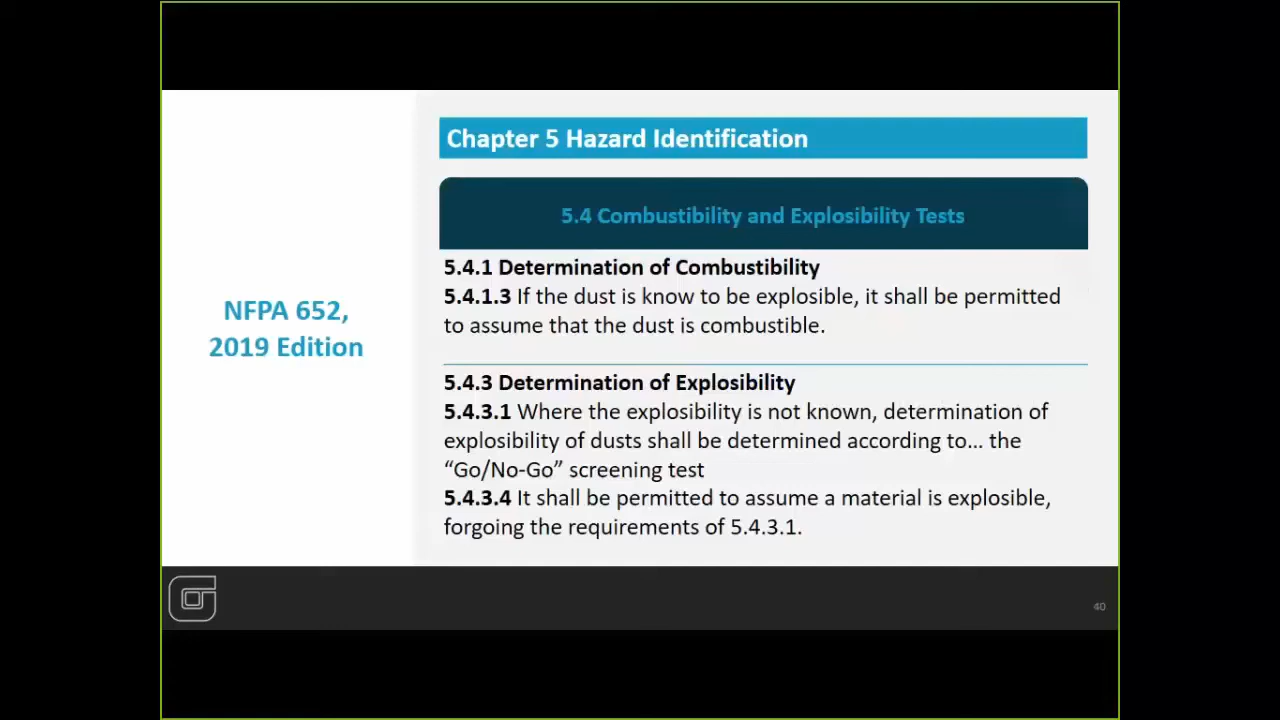 Chapter 5 Hazard Identification
5.4 Combustibility and Explosibility Tests
NFPA 652,
2019 Edition
5.4.1 Determination of Combustibility
5.4.1.3 If the dust is know to be explosible, it shall be permitted
to assume that the dust is combustible.
5.4.3 Determination of Explosibility
5.4.3.1 Where the explosibility is not known, determination of
explosibility of dusts shall be determined according to... the
“Go/No-Go” screening test
5.4.3.4 It shall be permitted to assume a material is explosible,
forgoing the requirements of 5.4.3.1.
40